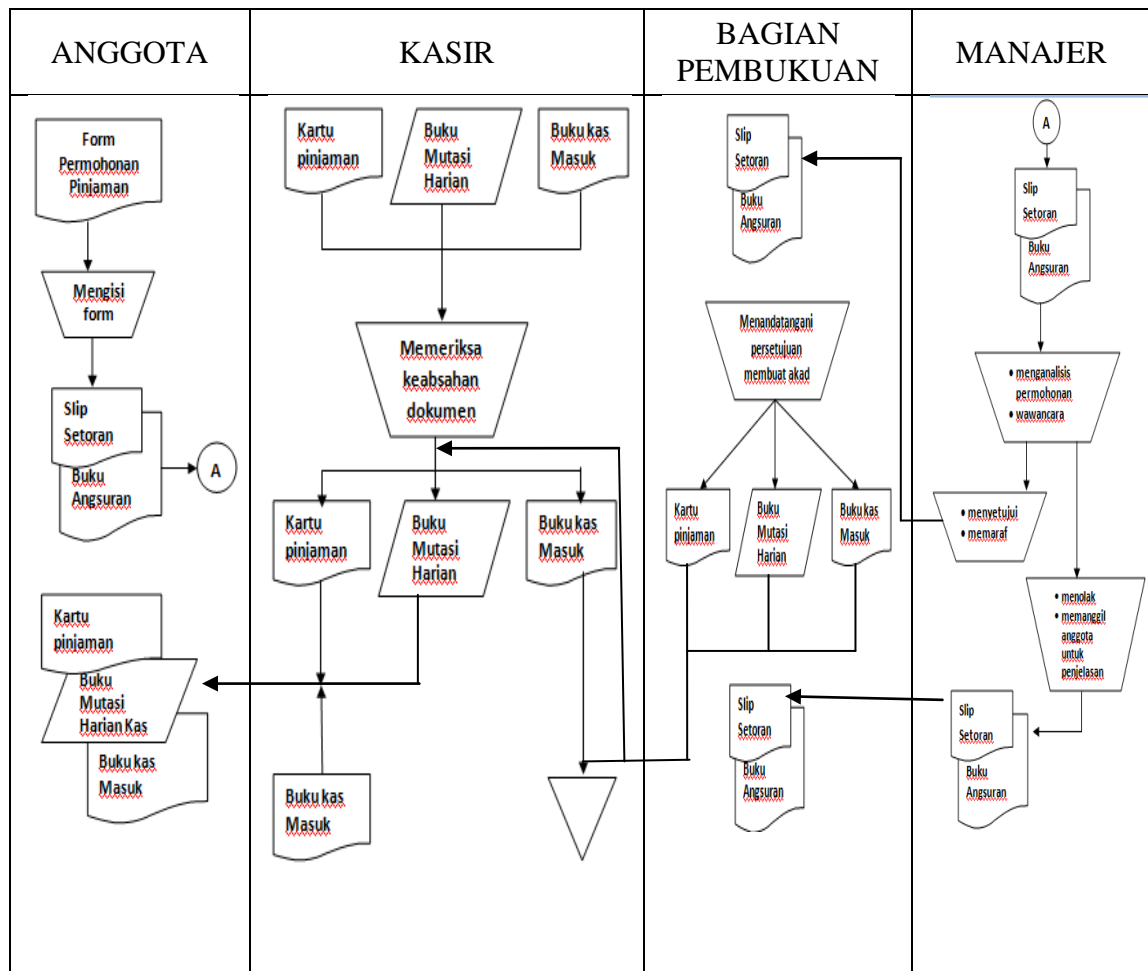 ANGGOTA
KASIR
BAGIAN
PEMBUKUAN
MANAJER
Form
Permohonan
Pinjaman
Mengisi
form
Slip
Setoran
Buku
Angsuran
A
Kartu
pinjaman
Buku
Mutasi
Harian Kas
Buku kas
Masuk
Kartu
pinjaman
Buku
Mutasi
Harian
Buku kas
Masuk
Memeriksa
keabsahan
dokumen
Kartu
pinjaman
Buku
Mutasi
Harian
Buku kas
Masuk
Buku kas
Masuk
Slip
Setoran
Buku
Angsuran
Menandatangani
persetujuan
membuat akad
Kartu
pinjaman
Buku
Mutasi
Harian
Buku kas
Masuk
Slip
Setoran
Buku
Angsuran
A
Slip
Setoran
Buku
Angsuran
• menganalisis
permohonan
• wawancara
• menyetujui
• memaraf
• menolak
• memanggil
anggota
untuk
penjelasan
Slip
Setoran
Buku
Angsuran